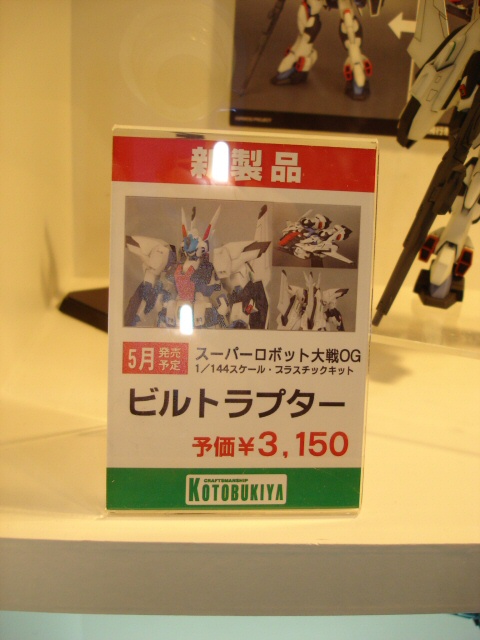 新製品
5月 発売予定
スーパーロボット大戦OG
1/144スケール・プラスチックキット
ビルトラプター
予価¥3,150
CRAFTSMANSHIP
KOTOBUKIYA